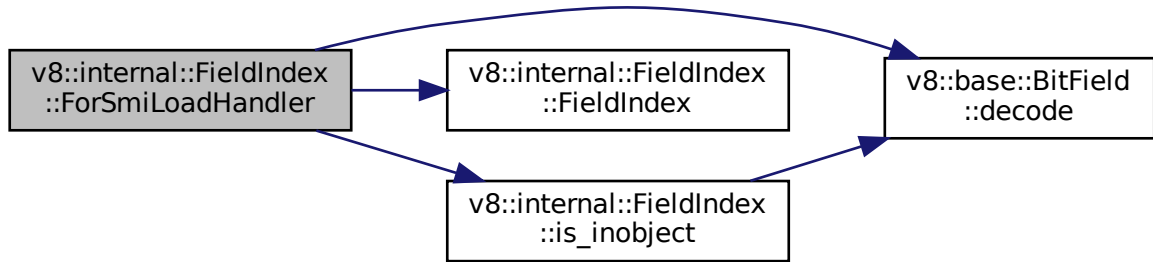 v8::internal::FieldIndex
::ForSmiLoadHandler
v8::internal::FieldIndex
::FieldIndex
v8::base::BitField
::decode
v8::internal::FieldIndex
::is_inobject